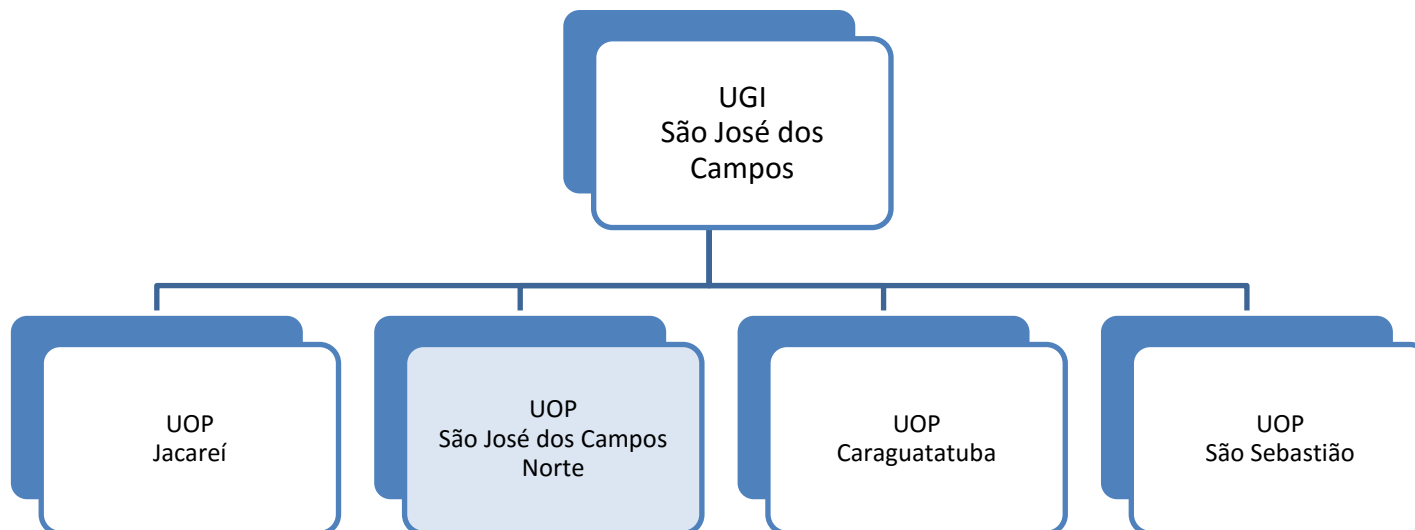 UGI
São José dos
Campos
UOP
Jacareí
UOP
São José dos Campos
Norte
UOP
Caraguatatuba
UOP
São Sebastião